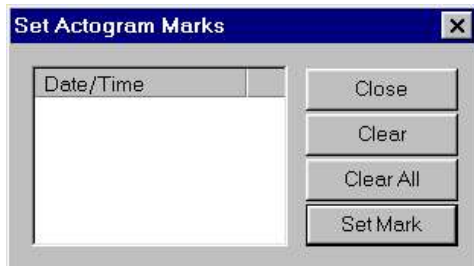 Set Actogram Marks
Date/Time
Close
Clear
Clear All
Set Mark